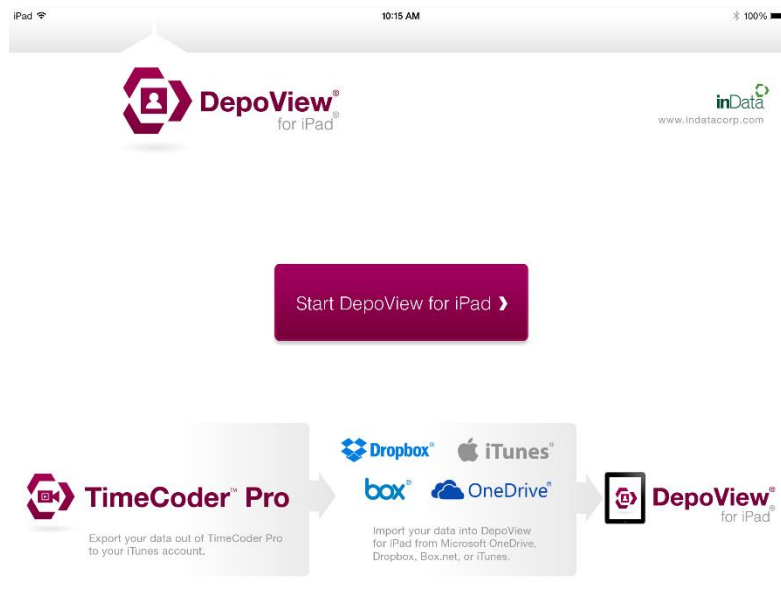 iPad 10:15 AM 100%
DepoView®
for iPad®
inData
www.indatacorp.com
Start DepoView for iPad ❯
TimeCoder™ Pro
Export your data out of TimeCoder Pro
to your iTunes account.
Dropbox® iTunes®
box® OneDrive®
Import your data into DepoView
for iPad from Microsoft OneDrive,
Dropbox, Box.net, or iTunes.
DepoView®
for iPad®